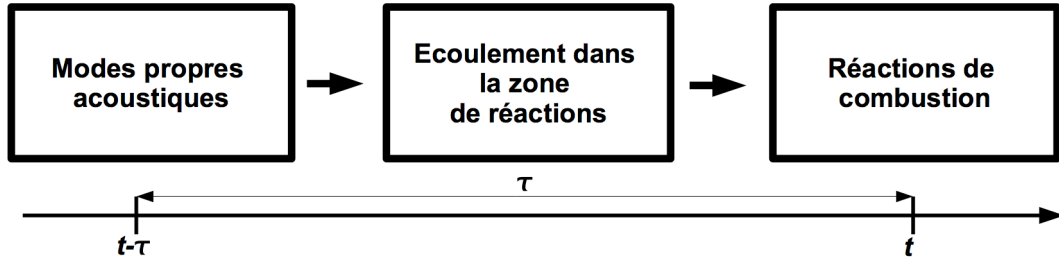 Modes propres
acoustiques
Ecoulement dans
la zone
de réactions
Réactions de
combustion
τ
t-τ
t